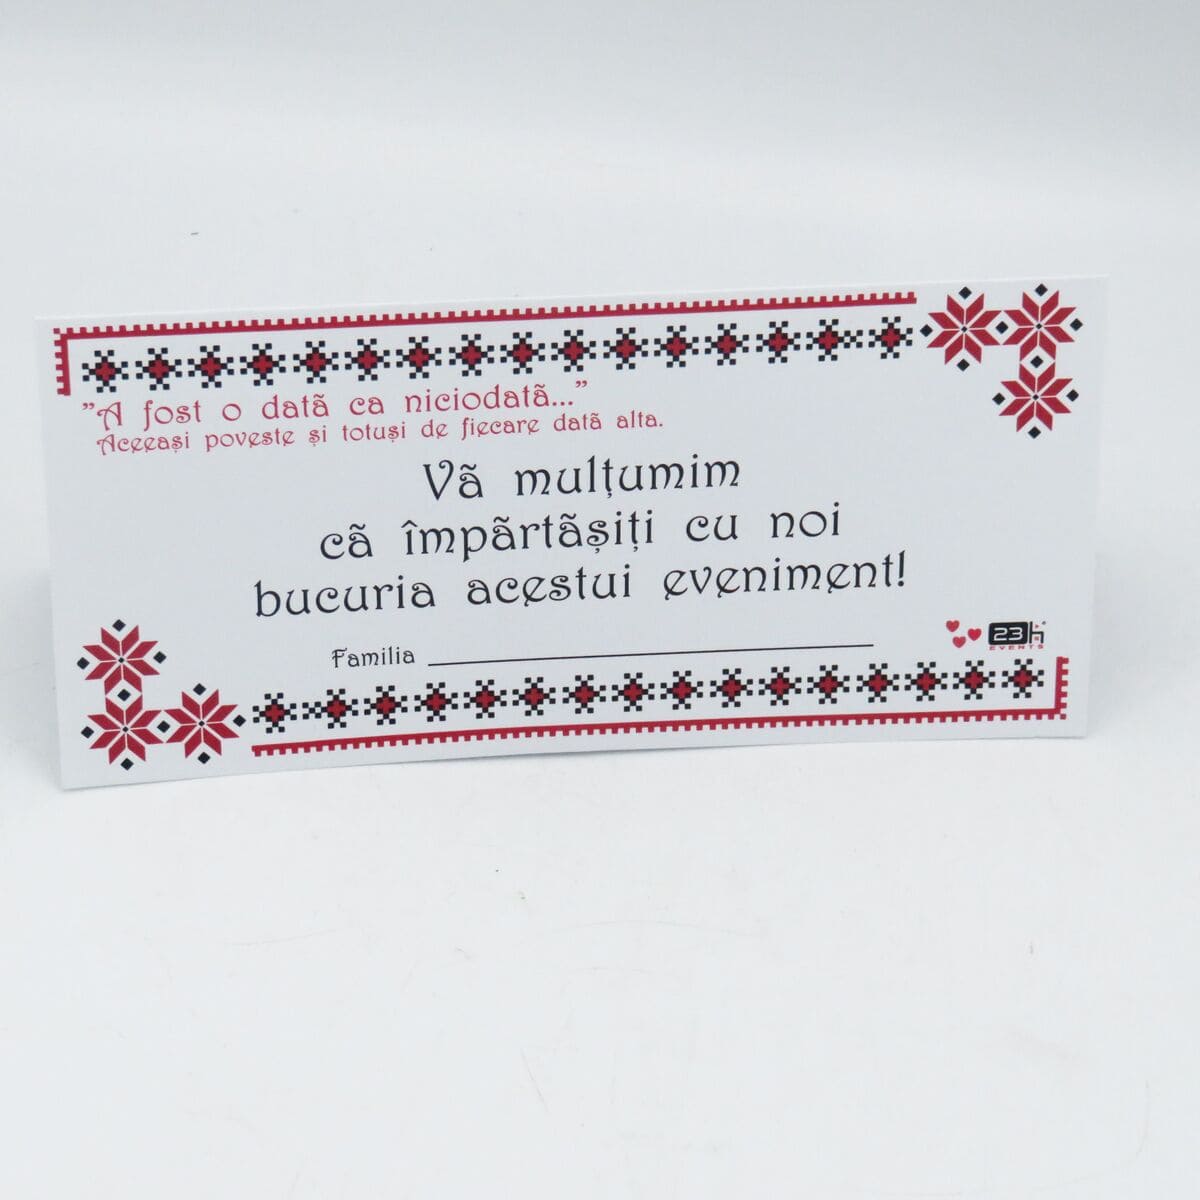 "A fost o dată ca niciodată..."
Aceeași poveste și totuși de fiecare dată alta.
Vă mulțumim
că împărtășiți cu noi
bucuria acestui eveniment!
Familia
23h
EVENTS